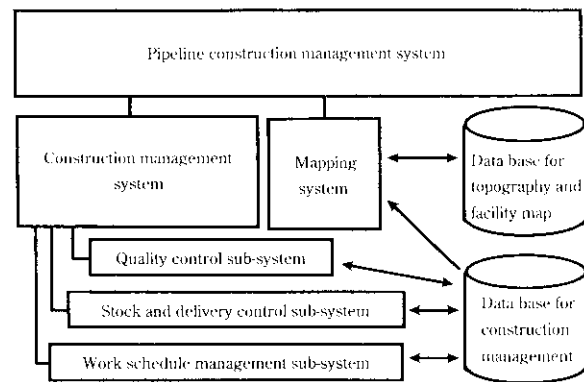 Pipeline construction management system
Construction management
system
Mapping
system
Data base for
topography and
facility map
Quality control sub-system
Stock and delivery control sub-system
Work schedule management sub-system
Data base for
construction
management